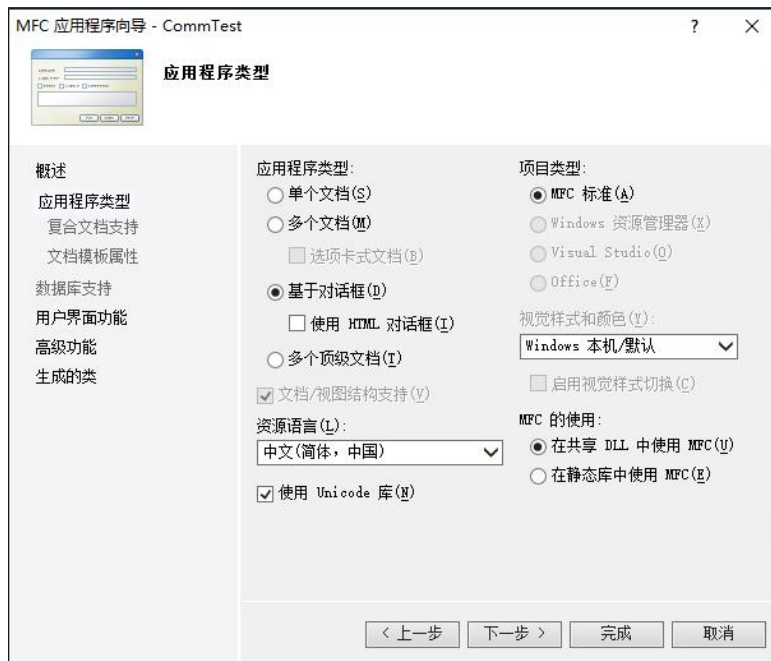 MFC 应用程序向导 - CommTest
?
应用程序类型
概述
应用程序类型
复合文档支持
文档模板属性
数据库支持
用户界面功能
高级功能
生成的类
应用程序类型:
单个文档(S)
多个文档(M)
选项卡式文档(B)
基于对话框(D)
使用 HTML 对话框(I)
多个顶级文档(T)
文档/视图结构支持(V)
资源语言(L):
中文(简体，中国)
使用 Unicode 库(N)
项目类型:
MFC 标准(A)
Windows 资源管理器(X)
Visual Studio(O)
Office(F)
视觉样式和颜色(Y):
Windows 本机/默认
启用视觉样式切换(C)
MFC 的使用:
在共享 DLL 中使用 MFC(U)
在静态库中使用 MFC(E)
< 上一步
下一步 >
完成
取消